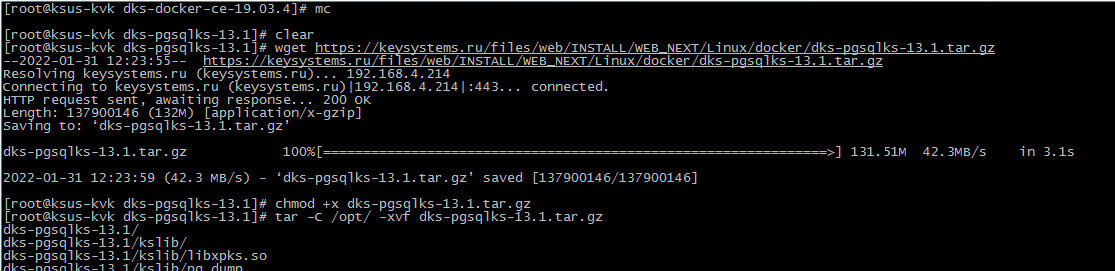 [root@ksus-kvk dks-docker-ce-19.03.4]# mc
[root@ksus-kvk dks-pgsqlks-13.1]# clear
[root@ksus-kvk dks-pgsqlks-13.1]# wget https://keysystems.ru/files/web/INSTALL/WEB_NEXT/Linux/docker/dks-pgsqlks-13.1.tar.gz
--2022-01-31 12:23:55-- https://keysystems.ru/files/web/INSTALL/WEB_NEXT/Linux/docker/dks-pgsqlks-13.1.tar.gz
Resolving keysystems.ru (keysystems.ru)... 192.168.4.214
Connecting to keysystems.ru (keysystems.ru)|192.168.4.214|:443... connected.
HTTP request sent, awaiting response... 200 OK
Length: 137900146 (132M) [application/x-gzip]
Saving to: ‘dks-pgsqlks-13.1.tar.gz’
dks-pgsqlks-13.1.tar.gz 100%[================================================================>] 131.51M 42.3MB/s in 3.1s
2022-01-31 12:23:59 (42.3 MB/s) - ‘dks-pgsqlks-13.1.tar.gz’ saved [137900146/137900146]
[root@ksus-kvk dks-pgsqlks-13.1]# chmod +x dks-pgsqlks-13.1.tar.gz
[root@ksus-kvk dks-pgsqlks-13.1]# tar -C /opt/ -xvf dks-pgsqlks-13.1.tar.gz
dks-pgsqlks-13.1/
dks-pgsqlks-13.1/kslib/
dks-pgsqlks-13.1/kslib/libxpks.so
dks-pgsqlks-13.1/kslib/pg_dump